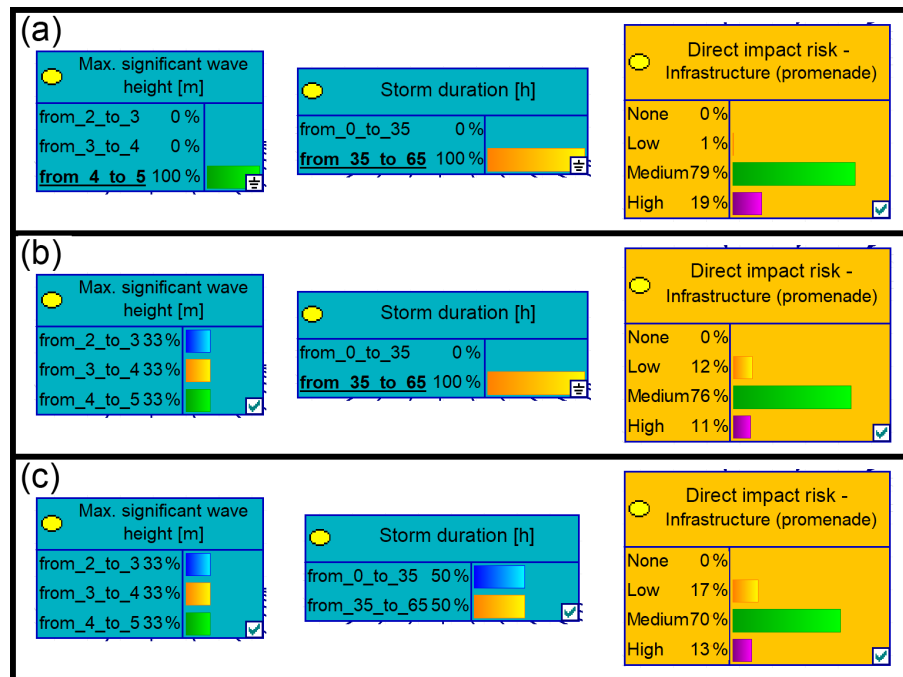 (a)
Max. significant wave
height [m]
from_2_to_3 0 %
from_3_to_4 0 %
from_4_to_5 100 %
Storm duration [h]
from_0_to_35 0 %
from_35_to_65 100 %
Direct impact risk -
Infrastructure (promenade)
None 0 %
Low 1 %
Medium 79 %
High 19 %
(b)
Max. significant wave
height [m]
from_2_to_3 33 %
from_3_to_4 33 %
from_4_to_5 33 %
Storm duration [h]
from_0_to_35 0 %
from_35_to_65 100 %
Direct impact risk -
Infrastructure (promenade)
None 0 %
Low 12 %
Medium 76 %
High 11 %
(c)
Max. significant wave
height [m]
from_2_to_3 33 %
from_3_to_4 33 %
from_4_to_5 33 %
Storm duration [h]
from_0_to_35 50 %
from_35_to_65 50 %
Direct impact risk -
Infrastructure (promenade)
None 0 %
Low 17 %
Medium 70 %
High 13 %